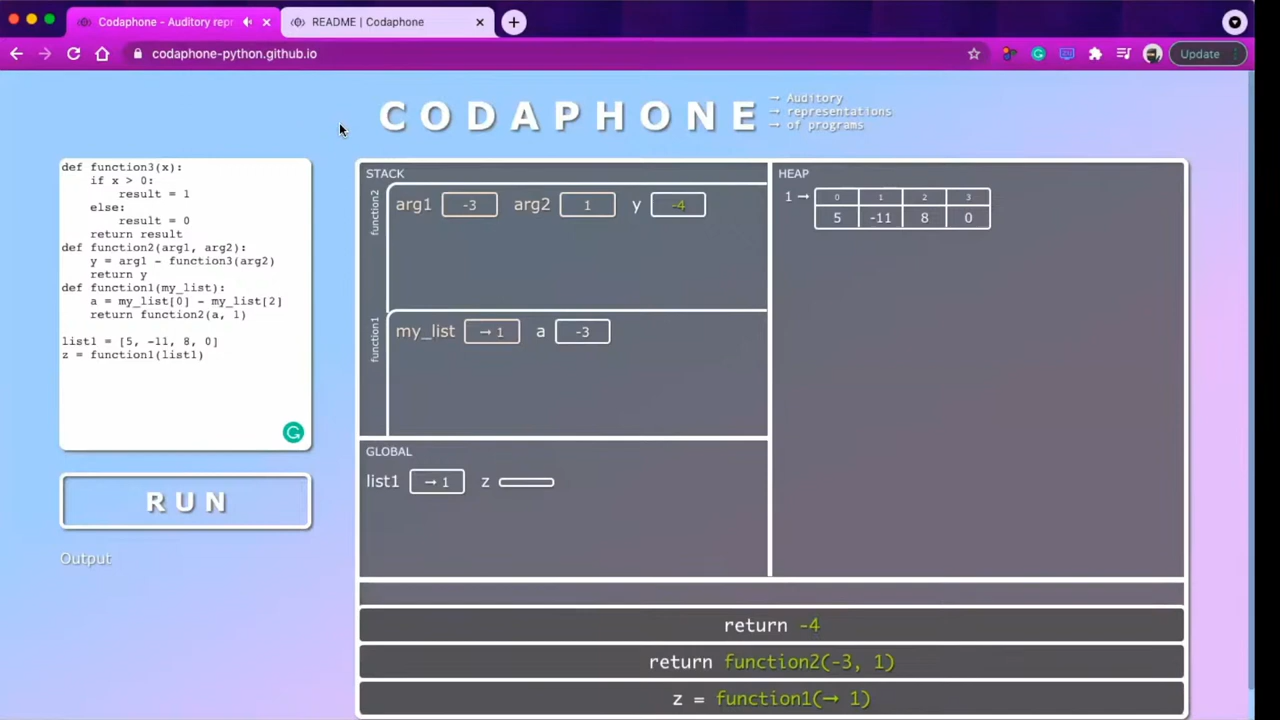 Codaphone - Auditory repr
README | Codaphone
codaphone-python.github.io
Update
CODAPHONE
→ Auditory
→ representations
→ of programs
def function3(x):
    if x > 0:
        result = 1
    else:
        result = 0
    return result
def function2(arg1, arg2):
    y = arg1 - function3(arg2)
    return y
def function1(my_list):
    a = my_list[0] - my_list[2]
    return function2(a, 1)
list1 = [5, -11, 8, 0]
z = function1(list1)
RUN
Output
STACK
function2
arg1 -3 arg2 1 y -4
function1
my_list → 1 a -3
GLOBAL
list1 → 1 z
HEAP
1 → 0 1 2 3
5 -11 8 0
return -4
return function2(-3, 1)
z = function1(→ 1)